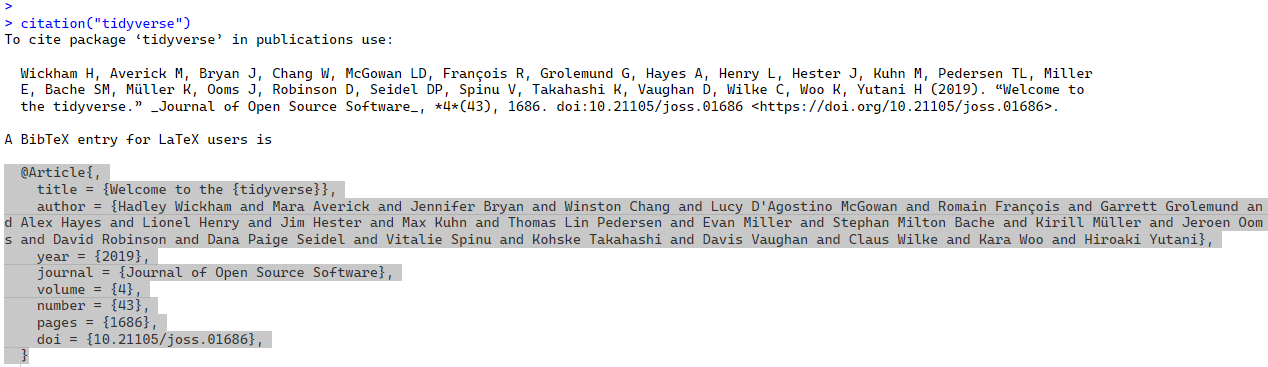 >
> citation("tidyverse")
To cite package ‘tidyverse’ in publications use:
Wickham H, Averick M, Bryan J, Chang W, McGowan LD, François R, Grolemund G, Hayes A, Henry L, Hester J, Kuhn M, Pedersen TL, Miller
E, Bache SM, Müller K, Ooms J, Robinson D, Seidel DP, Spinu V, Takahashi K, Vaughan D, Wilke C, Woo K, Yutani H (2019). “Welcome to
the tidyverse.” _Journal of Open Source Software_, *4*(43), 1686. doi:10.21105/joss.01686 <https://doi.org/10.21105/joss.01686>.
A BibTeX entry for LaTeX users is
@Article{,
title = {Welcome to the {tidyverse}},
author = {Hadley Wickham and Mara Averick and Jennifer Bryan and Winston Chang and Lucy D'Agostino McGowan and Romain François and Garrett Grolemund an
d Alex Hayes and Lionel Henry and Jim Hester and Max Kuhn and Thomas Lin Pedersen and Evan Miller and Stephan Milton Bache and Kirill Müller and Jeroen Oom
s and David Robinson and Dana Paige Seidel and Vitalie Spinu and Kohske Takahashi and Davis Vaughan and Claus Wilke and Kara Woo and Hiroaki Yutani},
year = {2019},
journal = {Journal of Open Source Software},
volume = {4},
number = {43},
pages = {1686},
doi = {10.21105/joss.01686},
}